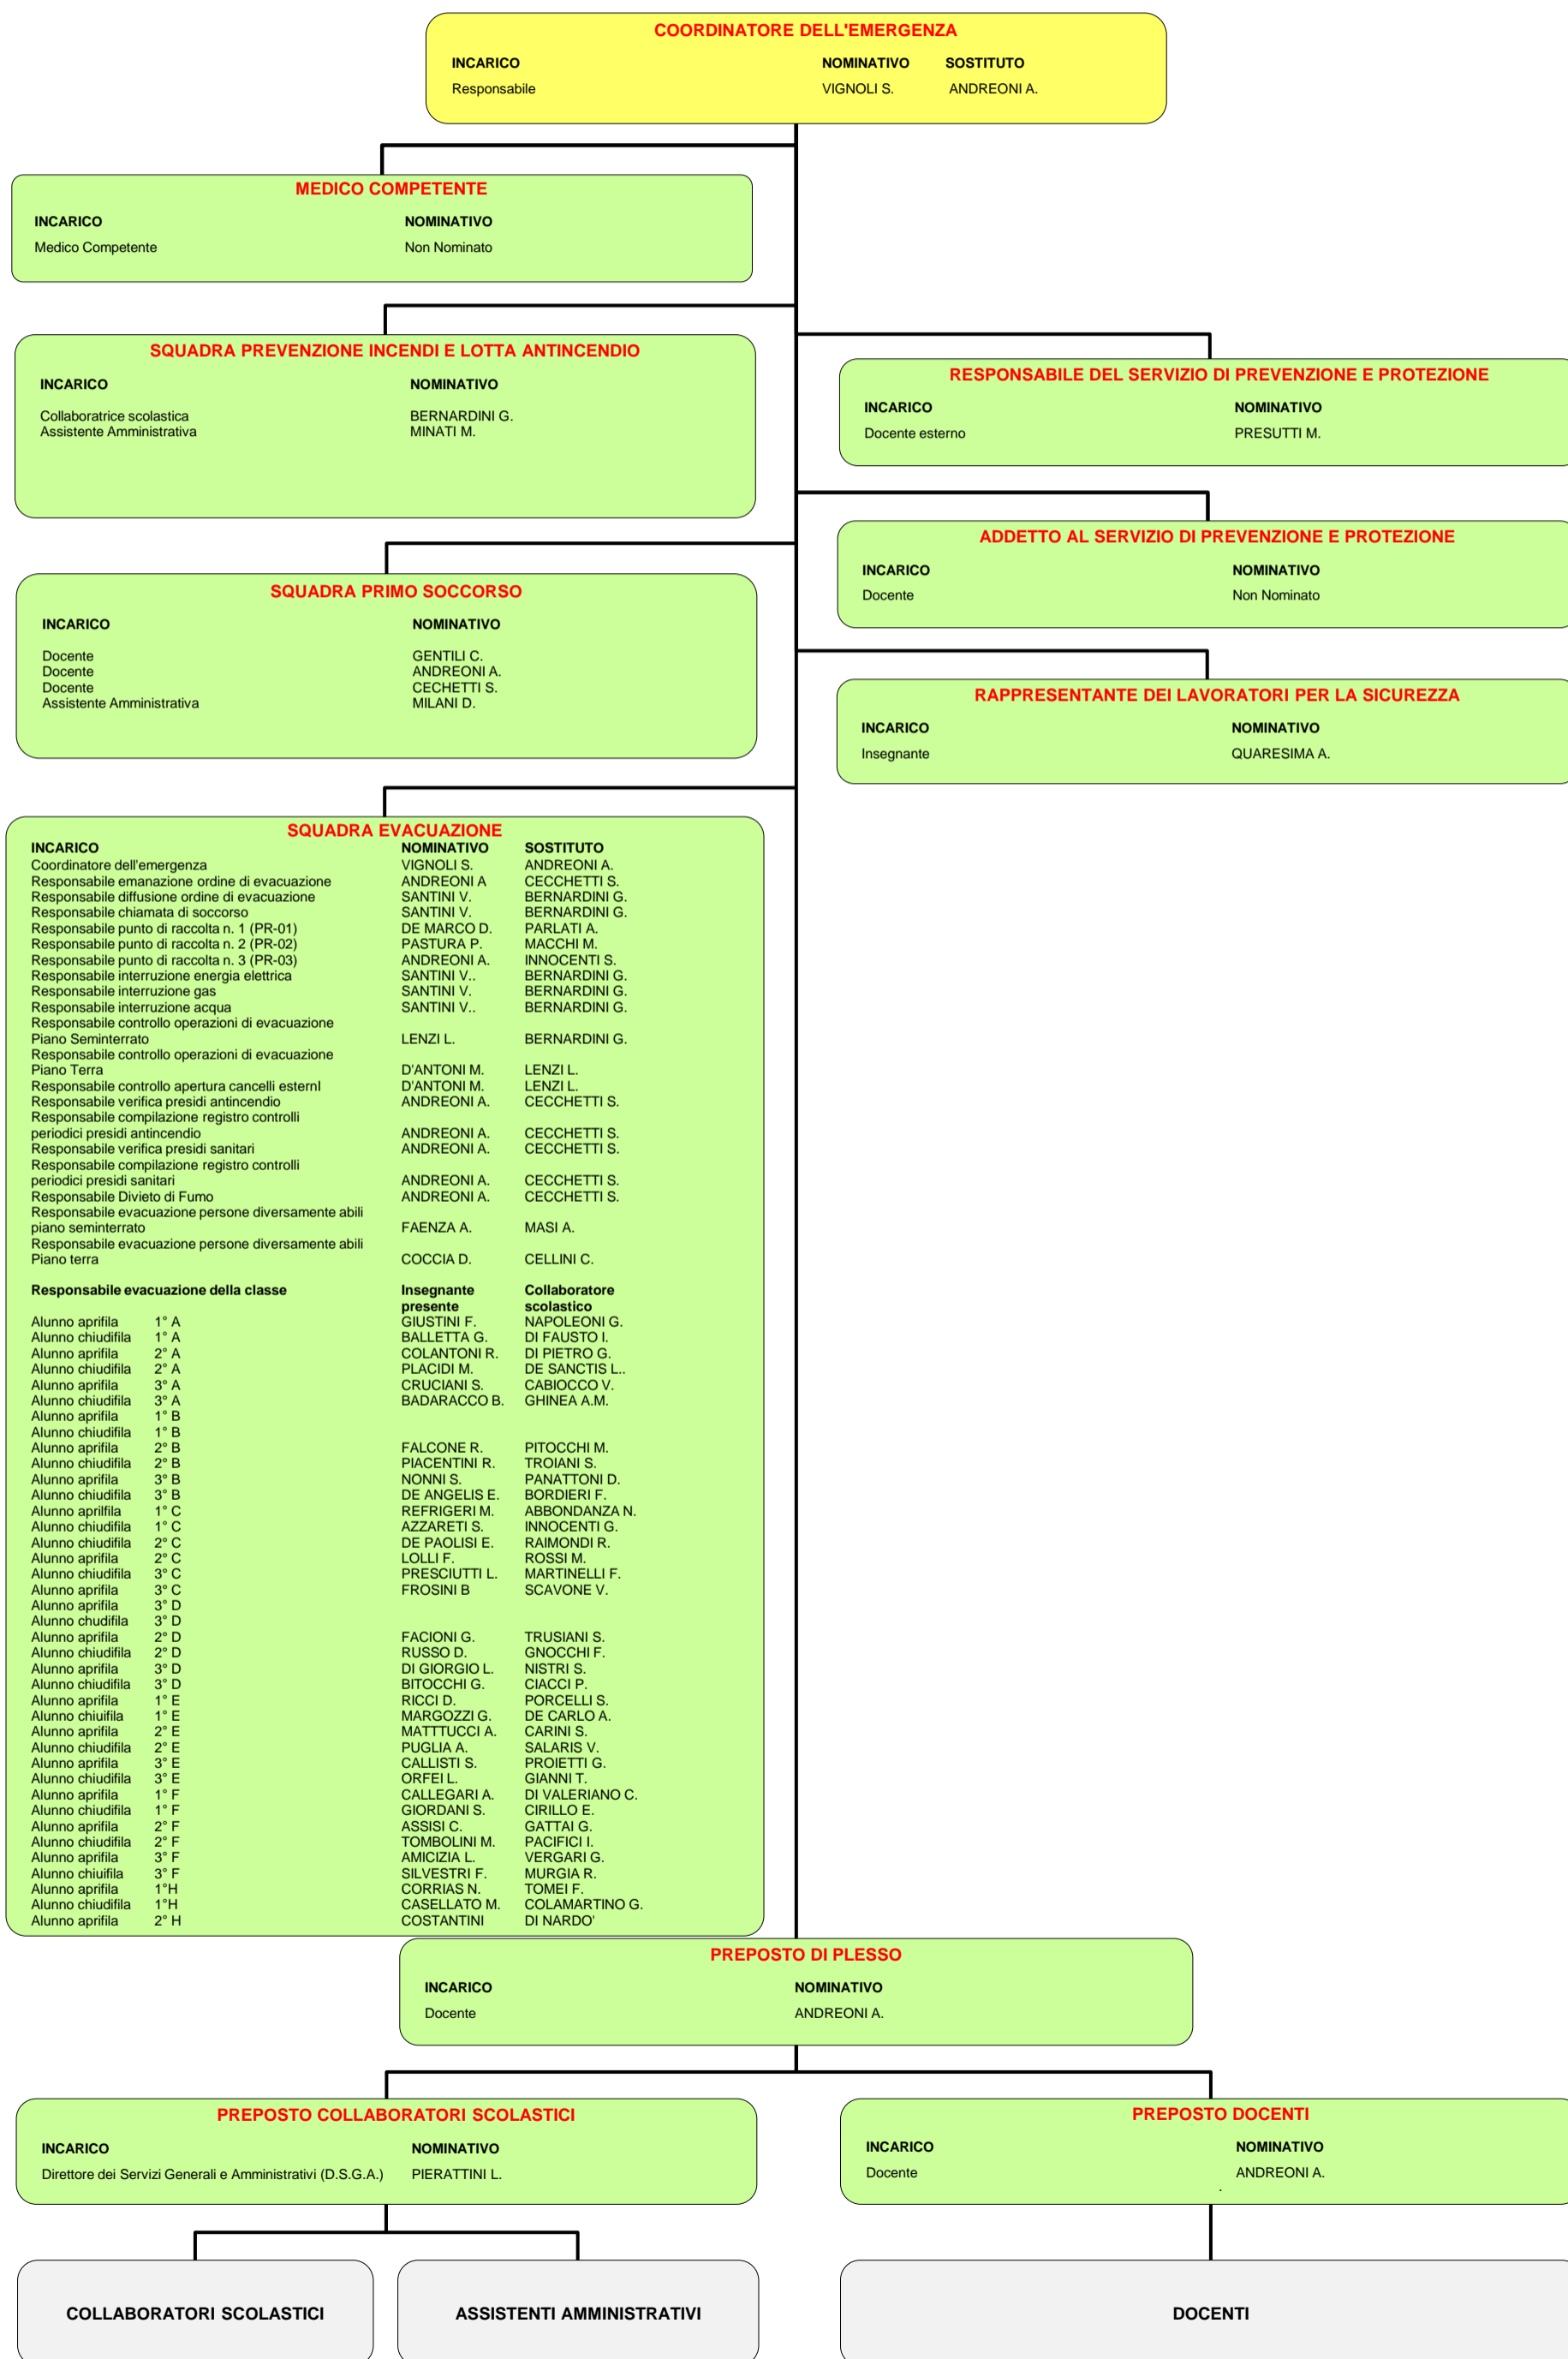 COORDINATORE DELL'EMERGENZA
INCARICO NOMINATIVO SOSTITUTO
Responsabile VIGNOLI S. ANDREONI A.
MEDICO COMPETENTE
INCARICO NOMINATIVO
Medico Competente Non Nominato
SQUADRA PREVENZIONE INCENDI E LOTTA ANTINCENDIO
INCARICO NOMINATIVO
Collaboratrice scolastica BERNARDINI G.
Assistente Amministrativa MINATI M.
RESPONSABILE DEL SERVIZIO DI PREVENZIONE E PROTEZIONE
INCARICO NOMINATIVO
Docente esterno PRESUTTI M.
ADDETTO AL SERVIZIO DI PREVENZIONE E PROTEZIONE
INCARICO NOMINATIVO
Docente Non Nominato
SQUADRA PRIMO SOCCORSO
INCARICO NOMINATIVO
Docente GENTILI C.
Docente ANDREONI A.
Docente CECHETTI S.
Assistente Amministrativa MILANI D.
RAPPRESENTANTE DEI LAVORATORI PER LA SICUREZZA
INCARICO NOMINATIVO
Insegnante QUARESIMA A.
SQUADRA EVACUAZIONE
INCARICO NOMINATIVO SOSTITUTO
Coordinatore dell'emergenza VIGNOLI S. ANDREONI A.
Responsabile emanazione ordine di evacuazione ANDREONI A CECCHETTI S.
Responsabile diffusione ordine di evacuazione SANTINI V. BERNARDINI G.
Responsabile chiamata di soccorso SANTINI V. BERNARDINI G.
Responsabile punto di raccolta n. 1 (PR-01) DE MARCO D. PARLATI A.
Responsabile punto di raccolta n. 2 (PR-02) PASTURA P. MACCHI M.
Responsabile punto di raccolta n. 3 (PR-03) ANDREONI A. INNOCENTI S.
Responsabile interruzione energia elettrica SANTINI V.. BERNARDINI G.
Responsabile interruzione gas SANTINI V. BERNARDINI G.
Responsabile interruzione acqua SANTINI V.. BERNARDINI G.
Responsabile controllo operazioni di evacuazione
Piano Seminterrato LENZI L. BERNARDINI G.
Responsabile controllo operazioni di evacuazione
Piano Terra D'ANTONI M. LENZI L.
Responsabile controllo apertura cancelli esternI D'ANTONI M. LENZI L.
Responsabile verifica presidi antincendio ANDREONI A. CECCHETTI S.
Responsabile compilazione registro controlli
periodici presidi antincendio ANDREONI A. CECCHETTI S.
Responsabile verifica presidi sanitari ANDREONI A. CECCHETTI S.
Responsabile compilazione registro controlli
periodici presidi sanitari ANDREONI A. CECCHETTI S.
Responsabile Divieto di Fumo ANDREONI A. CECCHETTI S.
Responsabile evacuazione persone diversamente abili
piano seminterrato FAENZA A. MASI A.
Responsabile evacuazione persone diversamente abili
Piano terra COCCIA D. CELLINI C.
Responsabile evacuazione della classe Insegnante Collaboratore
presente scolastico
Alunno aprifila 1° A GIUSTINI F. NAPOLEONI G.
Alunno chiudifila 1° A BALLETTA G. DI FAUSTO I.
Alunno aprifila 2° A COLANTONI R. DI PIETRO G.
Alunno chiudifila 2° A PLACIDI M. DE SANCTIS L..
Alunno aprifila 3° A CRUCIANI S. CABIOCCO V.
Alunno chiudifila 3° A BADARACCO B. GHINEA A.M.
Alunno aprifila 1° B
Alunno chiudifila 1° B
Alunno aprifila 2° B FALCONE R. PITOCCHI M.
Alunno chiudifila 2° B PIACENTINI R. TROIANI S.
Alunno aprifila 3° B NONNI S. PANATTONI D.
Alunno chiudifila 3° B DE ANGELIS E. BORDIERI F.
Alunno aprilfila 1° C REFRIGERI M. ABBONDANZA N.
Alunno chiudifila 1° C AZZARETI S. INNOCENTI G.
Alunno chiudifila 2° C DE PAOLISI E. RAIMONDI R.
Alunno aprifila 2° C LOLLI F. ROSSI M.
Alunno chiudifila 3° C PRESCIUTTI L. MARTINELLI F.
Alunno aprifila 3° C FROSINI B SCAVONE V.
Alunno aprifila 3° D
Alunno chudifila 3° D
Alunno aprifila 2° D FACIONI G. TRUSIANI S.
Alunno chiudifila 2° D RUSSO D. GNOCCHI F.
Alunno aprifila 3° D DI GIORGIO L. NISTRI S.
Alunno chiudifila 3° D BITOCCHI G. CIACCI P.
Alunno aprifila 1° E RICCI D. PORCELLI S.
Alunno chiuifila 1° E MARGOZZI G. DE CARLO A.
Alunno aprifila 2° E MATTTUCCI A. CARINI S.
Alunno chiudifila 2° E PUGLIA A. SALARIS V.
Alunno aprifila 3° E CALLISTI S. PROIETTI G.
Alunno chiudifila 3° E ORFEI L. GIANNI T.
Alunno aprifila 1° F CALLEGARI A. DI VALERIANO C.
Alunno chiudifila 1° F GIORDANI S. CIRILLO E.
Alunno aprifila 2° F ASSISI C. GATTAI G.
Alunno chiudifila 2° F TOMBOLINI M. PACIFICI I.
Alunno aprifila 3° F AMICIZIA L. VERGARI G.
Alunno chiuifila 3° F SILVESTRI F. MURGIA R.
Alunno aprifila 1°H CORRIAS N. TOMEI F.
Alunno chiudifila 1°H CASELLATO M. COLAMARTINO G.
Alunno aprifila 2° H COSTANTINI DI NARDO'
PREPOSTO DI PLESSO
INCARICO NOMINATIVO
Docente ANDREONI A.
PREPOSTO COLLABORATORI SCOLASTICI
INCARICO NOMINATIVO
Direttore dei Servizi Generali e Amministrativi (D.S.G.A.) PIERATTINI L.
PREPOSTO DOCENTI
INCARICO NOMINATIVO
Docente ANDREONI A.
.
COLLABORATORI SCOLASTICI
ASSISTENTI AMMINISTRATIVI
DOCENTI